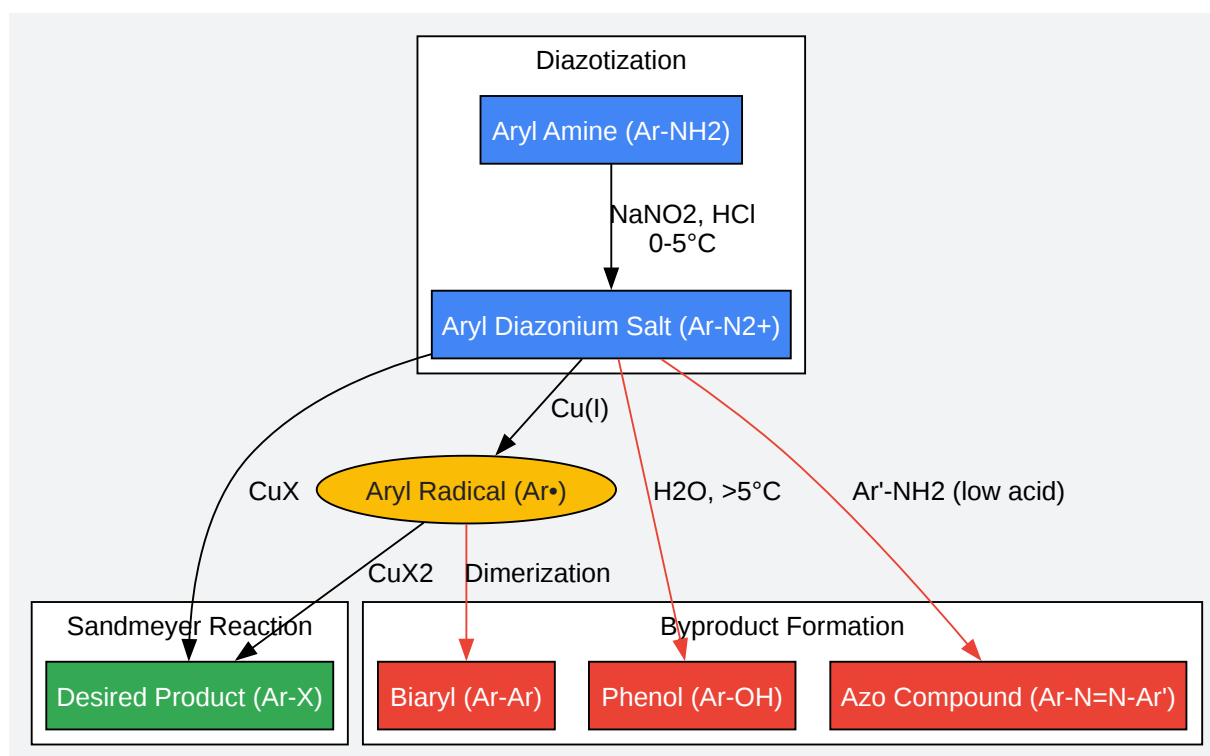 Diazotization
Aryl Amine (Ar-NH2)
NaNO2, HCl
0-5°C
Aryl Diazonium Salt (Ar-N2+)
Cu(I)
CuX
Aryl Radical (Ar•)
H2O, >5°C
Ar'-NH2 (low acid)
CuX2
Dimerization
Sandmeyer Reaction
Byproduct Formation
Desired Product (Ar-X)
Biaryl (Ar-Ar)
Phenol (Ar-OH)
Azo Compound (Ar-N=N-Ar')